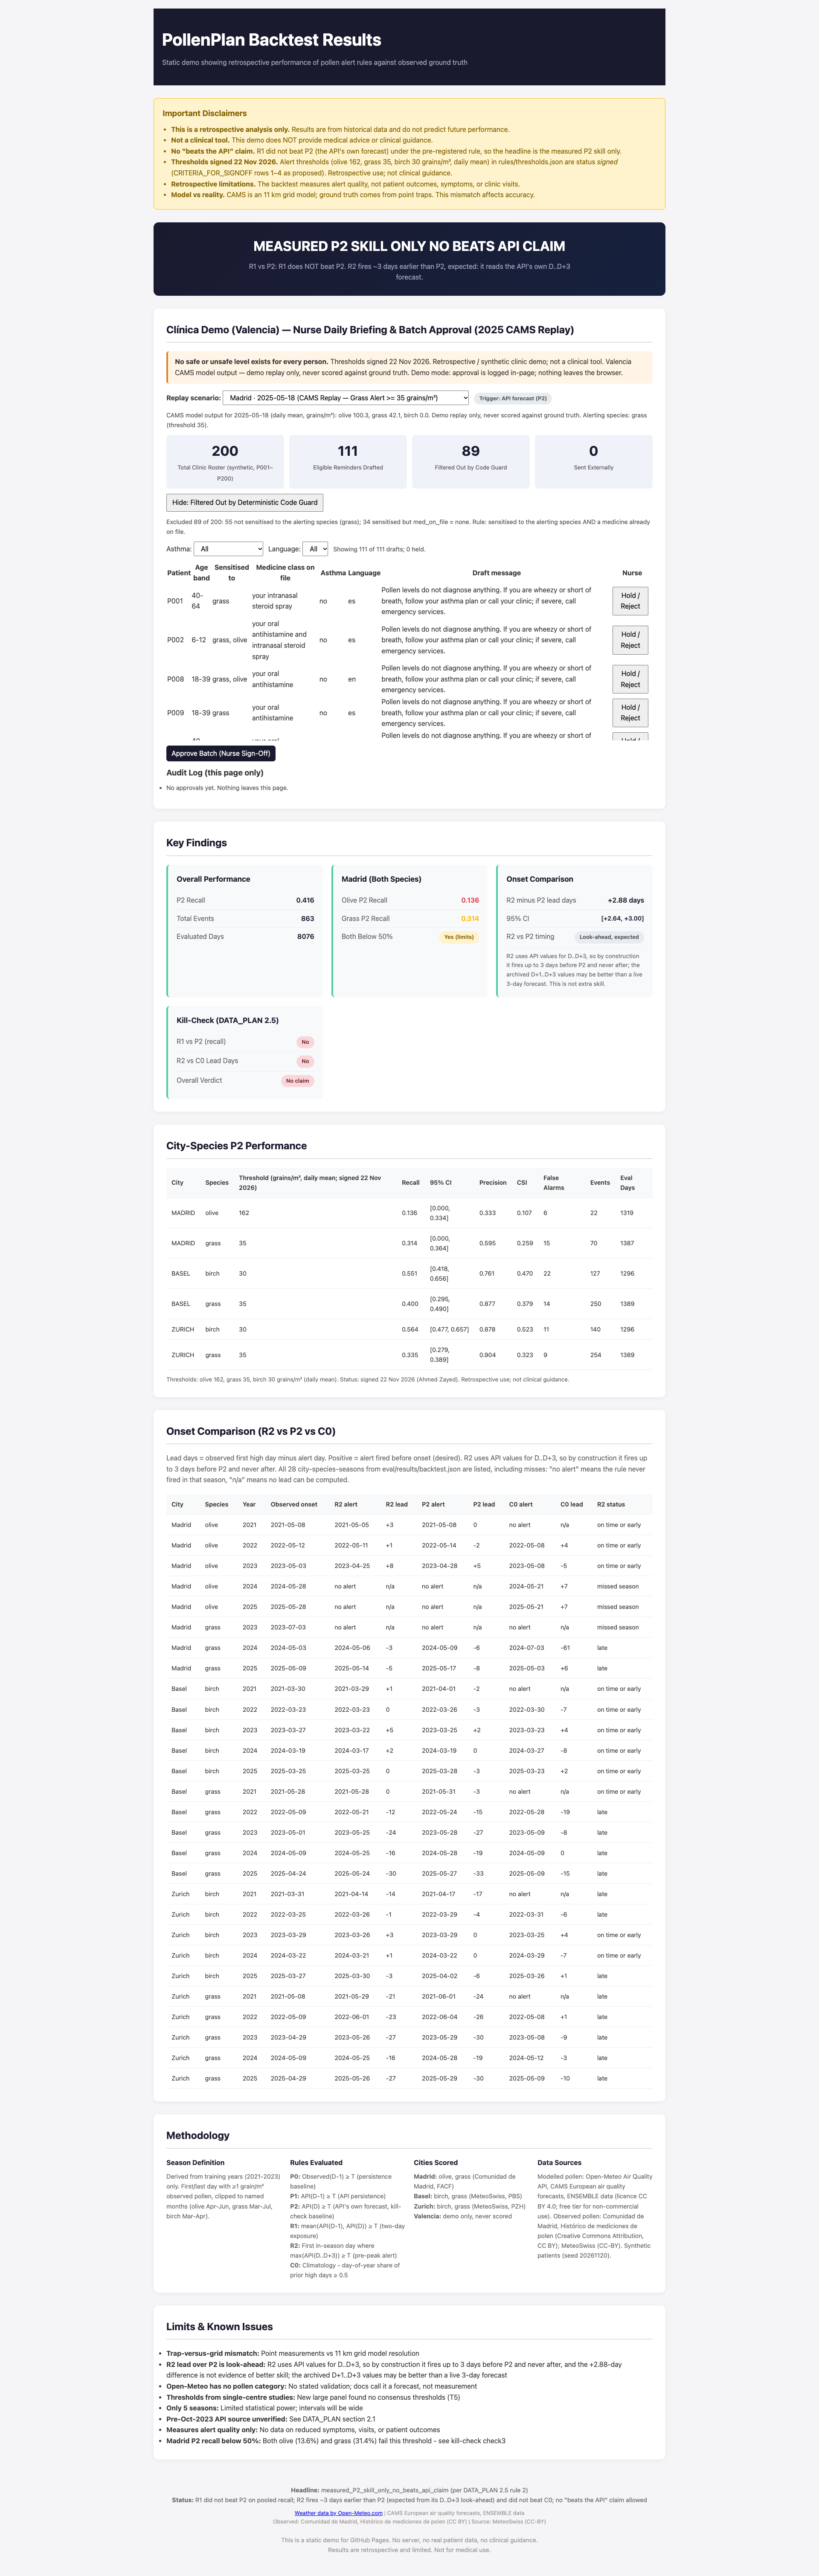 PollenPlan Backtest Results
Static demo showing retrospective performance of pollen alert rules against observed ground truth
Important Disclaimers
• This is a retrospective analysis only. Results are from historical data and do not predict future performance.
• Not a clinical tool. This demo does NOT provide medical advice or clinical guidance.
• No "beats the API" claim. R1 did not beat P2 (the API's own forecast) under the pre-registered rule, so the headline is the measured P2 skill only.
• Thresholds signed 22 Nov 2026. Alert thresholds (olive 162, grass 35, birch 30 grains/m³, daily mean) in rules/thresholds.json are status signed
(CRITERIA_FOR_SIGNOFF rows 1–4 as proposed). Retrospective use; not clinical guidance.
• Retrospective limitations. The backtest measures alert quality, not patient outcomes, symptoms, or clinic visits.
• Model vs reality. CAMS is an 11 km grid model; ground truth comes from point traps. This mismatch affects accuracy.
MEASURED P2 SKILL ONLY NO BEATS API CLAIM
R1 vs P2: R1 does NOT beat P2. R2 fires ~3 days earlier than P2, expected: it reads the API's own D..D+3
forecast.
Clínica Demo (Valencia) — Nurse Daily Briefing & Batch Approval (2025 CAMS Replay)
No safe or unsafe level exists for every person. Thresholds signed 22 Nov 2026. Retrospective / synthetic clinic demo; not a clinical tool. Valencia
CAMS model output — demo replay only, never scored against ground truth. Demo mode: approval is logged in-page; nothing leaves the browser.
Replay scenario: Madrid · 2025-05-18 (CAMS Replay — Grass Alert >= 35 grains/m³) Trigger: API forecast (P2)
CAMS model output for 2025-05-18 (daily mean, grains/m³): olive 100.3, grass 42.1, birch 0.0. Demo replay only, never scored against ground truth. Alerting species: grass
(threshold 35).
200 111 89 0
Total Clinic Roster (synthetic, P001–
P200) Eligible Reminders Drafted Filtered Out by Code Guard Sent Externally
Hide: Filtered Out by Deterministic Code Guard
Excluded 89 of 200: 55 not sensitised to the alerting species (grass); 34 sensitised but med_on_file = none. Rule: sensitised to the alerting species AND a medicine already
on file.
Asthma: All Language: All Showing 111 of 111 drafts; 0 held.
Patient Age band Sensitised to Medicine class on file Asthma Language Draft message Nurse
P001 40-64 grass your intranasal steroid spray no es Pollen levels do not diagnose anything. If you are wheezy or short of breath, follow your asthma plan or call your clinic; if severe, call emergency services. Hold / Reject
P002 6-12 grass, olive your oral antihistamine and intranasal steroid spray no es Pollen levels do not diagnose anything. If you are wheezy or short of breath, follow your asthma plan or call your clinic; if severe, call emergency services. Hold / Reject
P008 18-39 grass, olive your oral antihistamine no en Pollen levels do not diagnose anything. If you are wheezy or short of breath, follow your asthma plan or call your clinic; if severe, call emergency services. Hold / Reject
P009 18-39 grass your oral antihistamine no es Pollen levels do not diagnose anything. If you are wheezy or short of breath, follow your asthma plan or call your clinic; if severe, call emergency services. Hold / Reject
Pollen levels do not diagnose anything. If you are wheezy or short of
Approve Batch (Nurse Sign-Off)
Audit Log (this page only)
• No approvals yet. Nothing leaves this page.
Key Findings
Overall Performance
P2 Recall 0.416
Total Events 863
Evaluated Days 8076
Madrid (Both Species)
Olive P2 Recall 0.136
Grass P2 Recall 0.314
Both Below 50% Yes (limits)
Onset Comparison
R2 minus P2 lead days +2.88 days
95% CI [+2.64, +3.00]
R2 vs P2 timing Look-ahead, expected
R2 uses API values for D..D+3, so by construction
it fires up to 3 days before P2 and never after; the
archived D+1..D+3 values may be better than a live
3-day forecast. This is not extra skill.
Kill-Check (DATA_PLAN 2.5)
R1 vs P2 (recall) No
R2 vs C0 Lead Days No
Overall Verdict No claim
City-Species P2 Performance
City Species Threshold (grains/m³, daily mean; signed 22 Nov 2026) Recall 95% CI Precision CSI False Alarms Events Eval Days
MADRID olive 162 0.136 [0.000, 0.334] 0.333 0.107 6 22 1319
MADRID grass 35 0.314 [0.000, 0.364] 0.595 0.259 15 70 1387
BASEL birch 30 0.551 [0.418, 0.656] 0.761 0.470 22 127 1296
BASEL grass 35 0.400 [0.295, 0.490] 0.877 0.379 14 250 1389
ZURICH birch 30 0.564 [0.477, 0.657] 0.878 0.523 11 140 1296
ZURICH grass 35 0.335 [0.279, 0.389] 0.904 0.323 9 254 1389
Thresholds: olive 162, grass 35, birch 30 grains/m³ (daily mean). Status: signed 22 Nov 2026 (Ahmed Zayed). Retrospective use; not clinical guidance.
Onset Comparison (R2 vs P2 vs C0)
Lead days = observed first high day minus alert day. Positive = alert fired before onset (desired). R2 uses API values for D..D+3, so by construction it fires up
to 3 days before P2 and never after. All 28 city-species-seasons from eval/results/backtest.json are listed, including misses: "no alert" means the rule never
fired in that season, "n/a" means no lead can be computed.
City Species Year Observed onset R2 alert R2 lead P2 alert P2 lead C0 alert C0 lead R2 status
Madrid olive 2021 2021-05-08 2021-05-05 +3 2021-05-08 0 no alert n/a on time or early
Madrid olive 2022 2022-05-12 2022-05-11 +1 2022-05-14 -2 2022-05-08 +4 on time or early
Madrid olive 2023 2023-05-03 2023-04-25 +8 2023-04-28 +5 2023-05-08 -5 on time or early
Madrid olive 2024 2024-05-28 no alert n/a no alert n/a 2024-05-21 +7 missed season
Madrid olive 2025 2025-05-28 no alert n/a no alert n/a 2025-05-21 +7 missed season
Madrid grass 2023 2023-07-03 no alert n/a no alert n/a no alert n/a missed season
Madrid grass 2024 2024-05-03 2024-05-06 -3 2024-05-09 -6 2024-07-03 -61 late
Madrid grass 2025 2025-05-09 2025-05-14 -5 2025-05-17 -8 2025-05-03 +6 late
Basel birch 2021 2021-03-30 2021-03-29 +1 2021-04-01 -2 no alert n/a on time or early
Basel birch 2022 2022-03-23 2022-03-23 0 2022-03-26 -3 2022-03-30 -7 on time or early
Basel birch 2023 2023-03-27 2023-03-22 +5 2023-03-25 +2 2023-03-23 +4 on time or early
Basel birch 2024 2024-03-19 2024-03-17 +2 2024-03-19 0 2024-03-27 -8 on time or early
Basel birch 2025 2025-03-25 2025-03-25 0 2025-03-28 -3 2025-03-23 +2 on time or early
Basel grass 2021 2021-05-28 2021-05-28 0 2021-05-31 -3 no alert n/a on time or early
Basel grass 2022 2022-05-09 2022-05-21 -12 2022-05-24 -15 2022-05-28 -19 late
Basel grass 2023 2023-05-01 2023-05-25 -24 2023-05-28 -27 2023-05-09 -8 late
Basel grass 2024 2024-05-09 2024-05-25 -16 2024-05-28 -19 2024-05-09 0 late
Basel grass 2025 2025-04-24 2025-05-24 -30 2025-05-27 -33 2025-05-09 -15 late
Zurich birch 2021 2021-03-31 2021-04-14 -14 2021-04-17 -17 no alert n/a late
Zurich birch 2022 2022-03-25 2022-03-26 -1 2022-03-29 -4 2022-03-31 -6 late
Zurich birch 2023 2023-03-29 2023-03-26 +3 2023-03-29 0 2023-03-25 +4 on time or early
Zurich birch 2024 2024-03-22 2024-03-21 +1 2024-03-22 0 2024-03-29 -7 on time or early
Zurich birch 2025 2025-03-27 2025-03-30 -3 2025-04-02 -6 2025-03-26 +1 late
Zurich grass 2021 2021-05-08 2021-05-29 -21 2021-06-01 -24 no alert n/a late
Zurich grass 2022 2022-05-09 2022-06-01 -23 2022-06-04 -26 2022-05-08 +1 late
Zurich grass 2023 2023-04-29 2023-05-26 -27 2023-05-29 -30 2023-05-08 -9 late
Zurich grass 2024 2024-05-09 2024-05-25 -16 2024-05-28 -19 2024-05-12 -3 late
Zurich grass 2025 2025-04-29 2025-05-26 -27 2025-05-29 -30 2025-05-09 -10 late
Methodology
Season Definition
Derived from training years (2021-2023)
only. First/last day with ≥1 grain/m³
observed pollen, clipped to named
months (olive Apr-Jun, grass Mar-Jul,
birch Mar-Apr).
Rules Evaluated
P0: Observed(D-1) ≥ T (persistence
baseline)
P1: API(D-1) ≥ T (API persistence)
P2: API(D) ≥ T (API's own forecast, kill-
check baseline)
R1: mean(API(D-1), API(D)) ≥ T (two-day
exposure)
R2: First in-season day where
max(API(D..D+3)) ≥ T (pre-peak alert)
C0: Climatology - day-of-year share of
prior high days ≥ 0.5
Cities Scored
Madrid: olive, grass (Comunidad de
Madrid, FACF)
Basel: birch, grass (MeteoSwiss, PBS)
Zurich: birch, grass (MeteoSwiss, PZH)
Valencia: demo only, never scored
Data Sources
Modelled pollen: Open-Meteo Air Quality
API, CAMS European air quality
forecasts, ENSEMBLE data (licence CC
BY 4.0; free tier for non-commercial
use). Observed pollen: Comunidad de
Madrid, Histórico de mediciones de
polen (Creative Commons Attribution,
CC BY); MeteoSwiss (CC-BY). Synthetic
patients (seed 20261120).
Limits & Known Issues
• Trap-versus-grid mismatch: Point measurements vs 11 km grid model resolution
• R2 lead over P2 is look-ahead: R2 uses API values for D..D+3, so by construction it fires up to 3 days before P2 and never after, and the +2.88-day
difference is not evidence of better skill; the archived D+1..D+3 values may be better than a live 3-day forecast
• Open-Meteo has no pollen category: No stated validation; docs call it a forecast, not measurement
• Thresholds from single-centre studies: New large panel found no consensus thresholds (T5)
• Only 5 seasons: Limited statistical power; intervals will be wide
• Pre-Oct-2023 API source unverified: See DATA_PLAN section 2.1
• Measures alert quality only: No data on reduced symptoms, visits, or patient outcomes
• Madrid P2 recall below 50%: Both olive (13.6%) and grass (31.4%) fail this threshold - see kill-check check3
Headline: measured_P2_skill_only_no_beats_api_claim (per DATA_PLAN 2.5 rule 2)
Status: R1 did not beat P2 on pooled recall; R2 fires ~3 days earlier than P2 (expected from its D..D+3 look-ahead) and did not beat C0; no "beats the API" claim allowed
Weather data by Open-Meteo.com | CAMS European air quality forecasts, ENSEMBLE data
Observed: Comunidad de Madrid, Histórico de mediciones de polen (CC BY) | Source: MeteoSwiss (CC-BY)
This is a static demo for GitHub Pages. No server, no real patient data, no clinical guidance.
Results are retrospective and limited. Not for medical use.